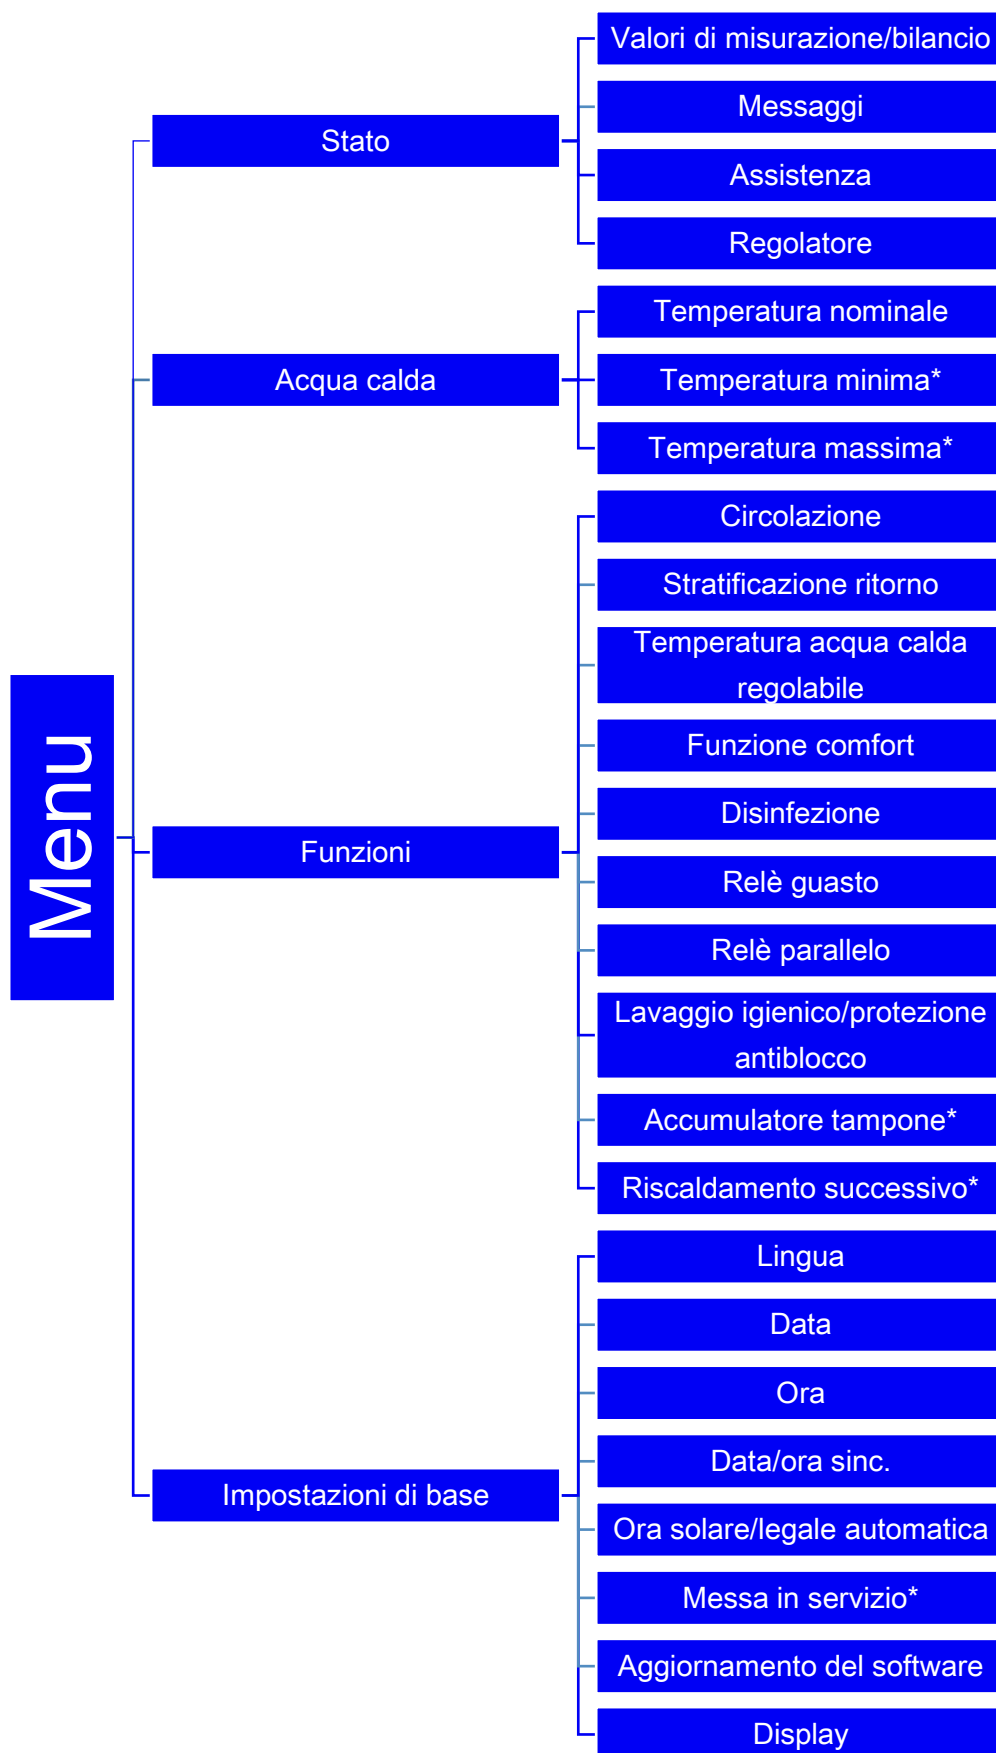 Menu
Stato
Valori di misurazione/bilancio
Messaggi
Assistenza
Regolatore
Acqua calda
Temperatura nominale
Temperatura minima*
Temperatura massima*
Funzioni
Circolazione
Stratificazione ritorno
Temperatura acqua calda
regolabile
Funzione comfort
Disinfezione
Relè guasto
Relè parallelo
Lavaggio igienico/protezione
antiblocco
Accumulatore tampone*
Riscaldamento successivo*
Impostazioni di base
Lingua
Data
Ora
Data/ora sinc.
Ora solare/legale automatica
Messa in servizio*
Aggiornamento del software
Display